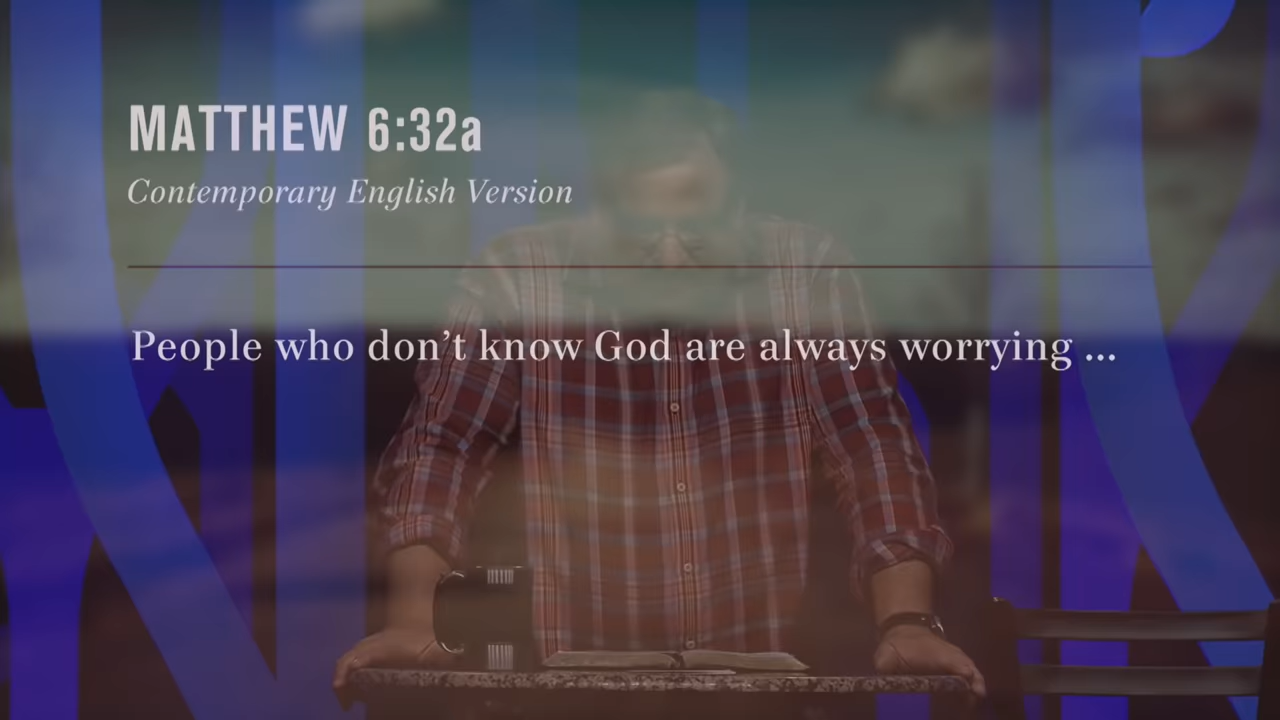 MATTHEW 6:32a
Contemporary English Version
People who don’t know God are always worrying ...